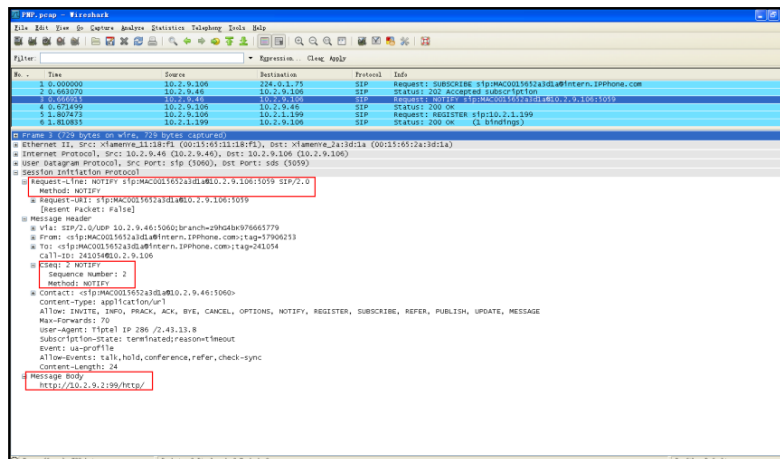 PNP.pcap - Wireshark
File Edit View Go Capture Analyze Statistics Telephony Tools Help
Filter: Expression... Clear Apply
No. . Time Source Destination Protocol Info
1 0.000000 10.2.9.106 224.0.1.75 SIP Request: SUBSCRIBE sip:MAC0015652a3d1a@intern.IPPhone.com
2 0.663070 10.2.9.46 10.2.9.106 SIP Status: 202 Accepted subscription
3 0.666915 10.2.9.46 10.2.9.106 SIP Request: NOTIFY sip:MAC0015652a3d1a@10.2.9.106:5059
4 0.671499 10.2.9.106 10.2.9.46 SIP Status: 200 OK
5 1.807473 10.2.9.106 10.2.1.199 SIP Request: REGISTER sip:10.2.1.199
6 1.810835 10.2.1.199 10.2.9.106 SIP Status: 200 OK (1 bindings)
Frame 3 (729 bytes on wire, 729 bytes captured)
Ethernet II, Src: XiamenYe_11:18:f1 (00:15:65:11:18:f1), Dst: XiamenYe_2a:3d:1a (00:15:65:2a:3d:1a)
Internet Protocol, Src: 10.2.9.46 (10.2.9.46), Dst: 10.2.9.106 (10.2.9.106)
User Datagram Protocol, Src Port: sip (5060), Dst Port: sds (5059)
Session Initiation Protocol
Request-Line: NOTIFY sip:MAC0015652a3d1a@10.2.9.106:5059 SIP/2.0
Method: NOTIFY
Request-URI: sip:MAC0015652a3d1a@10.2.9.106:5059
[Resent Packet: False]
Message Header
Via: SIP/2.0/UDP 10.2.9.46:5060;branch=z9hG4bK976665779
From: <sip:MAC0015652a3d1a@intern.IPPhone.com>;tag=57906253
To: <sip:MAC0015652a3d1a@intern.IPPhone.com>;tag=241054
Call-ID: 241054@10.2.9.106
CSeq: 2 NOTIFY
Sequence Number: 2
Method: NOTIFY
Contact: <sip:MAC0015652a3d1a@10.2.9.46:5060>
Content-Type: application/url
Allow: INVITE, INFO, PRACK, ACK, BYE, CANCEL, OPTIONS, NOTIFY, REGISTER, SUBSCRIBE, REFER, PUBLISH, UPDATE, MESSAGE
Max-Forwards: 70
User-Agent: Tiptel IP 286 /2.43.13.8
Subscription-State: terminated;reason=timeout
Event: ua-profile
Allow-Events: talk,hold,conference,refer,check-sync
Content-Length: 24
Message Body
http://10.2.9.2:99/http/